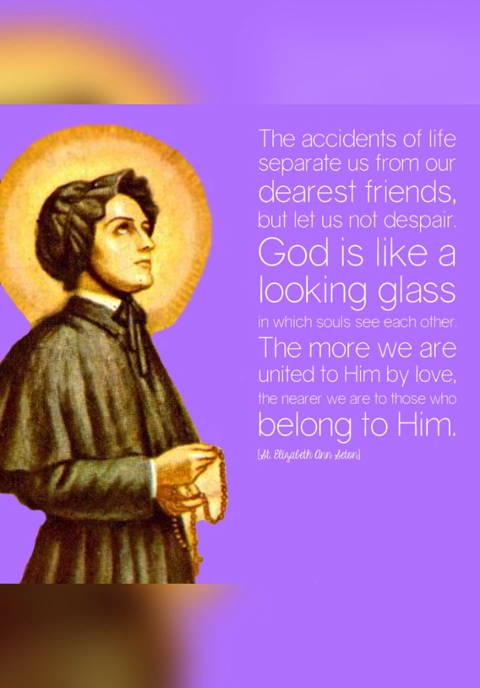 The accidents of life
separate us from our
dearest friends,
but let us not despair.
God is like a
looking glass
in which souls see each other.
The more we are
united to Him by love,
the nearer we are to those who
belong to Him.
[St. Elizabeth Ann Seton]